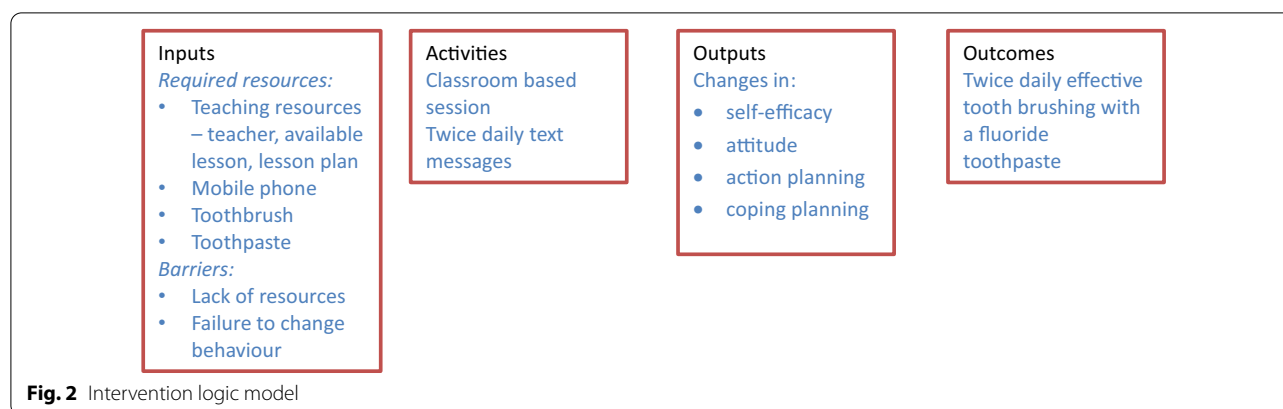 Inputs
Required resources:
• Teaching resources
– teacher, available
lesson, lesson plan
• Mobile phone
• Toothbrush
• Toothpaste
Barriers:
• Lack of resources
• Failure to change
behaviour
Activities
Classroom based
session
Twice daily text
messages
Outputs
Changes in:
• self-efficacy
• attitude
• action planning
• coping planning
Outcomes
Twice daily effective
tooth brushing with
a fluoride
toothpaste
Fig. 2 Intervention logic model